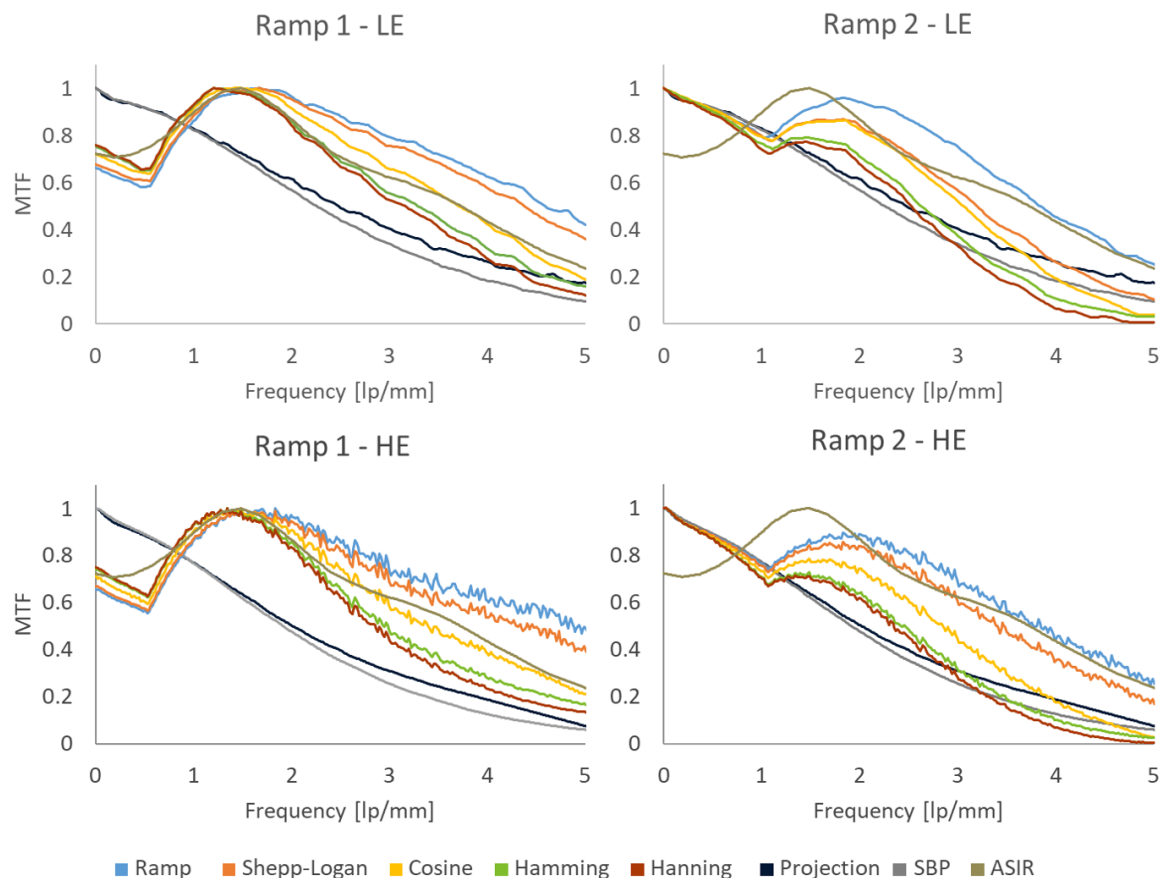 Ramp 1 - LE
MTF
1
0.8
0.6
0.4
0.2
0
0 1 2 3 4 5
Frequency [lp/mm]
Ramp 2 - LE
1
0.8
0.6
0.4
0.2
0
0 1 2 3 4 5
Frequency [lp/mm]
Ramp 1 - HE
MTF
1
0.8
0.6
0.4
0.2
0
0 1 2 3 4 5
Frequency [lp/mm]
Ramp 2 - HE
1
0.8
0.6
0.4
0.2
0
0 1 2 3 4 5
Frequency [lp/mm]
Ramp Shepp-Logan Cosine Hamming Hanning Projection SBP ASIR